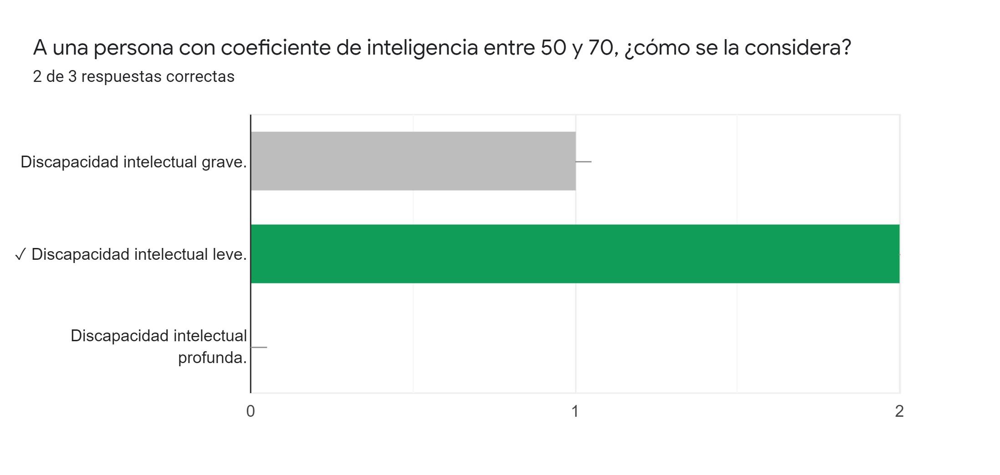 A una persona con coeficiente de inteligencia entre 50 y 70, ¿cómo se la considera?
2 de 3 respuestas correctas
Discapacidad intelectual grave.
✓ Discapacidad intelectual leve.
Discapacidad intelectual
profunda.
0
1
2